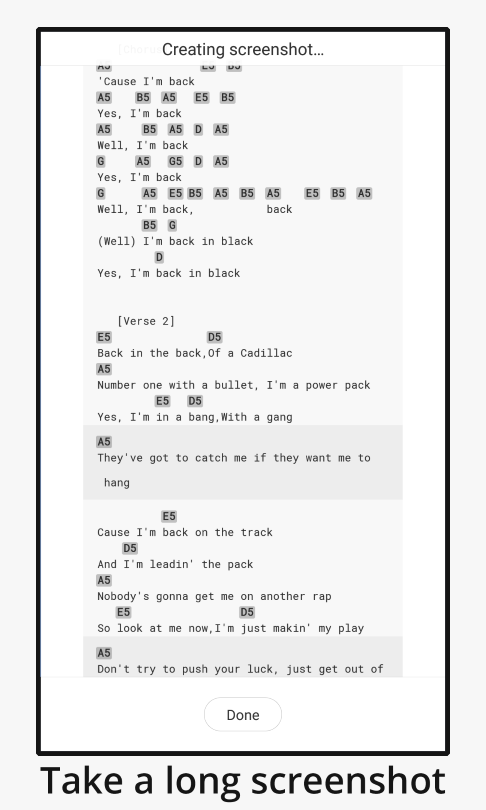 Creating screenshot...
A5 E5 B5
'Cause I'm back
A5 B5 A5 E5 B5
Yes, I'm back
A5 B5 A5 D A5
Well, I'm back
G A5 G5 D A5
Yes, I'm back
G A5 E5 B5 A5 B5 A5 E5 B5 A5
Well, I'm back, back
B5 G
(Well) I'm back in black
D
Yes, I'm back in black
[Verse 2]
E5 D5
Back in the back,Of a Cadillac
A5
Number one with a bullet, I'm a power pack
E5 D5
Yes, I'm in a bang,With a gang
A5
They've got to catch me if they want me to
hang
E5
Cause I'm back on the track
D5
And I'm leadin' the pack
A5
Nobody's gonna get me on another rap
E5 D5
So look at me now,I'm just makin' my play
A5
Don't try to push your luck, just get out of
Done
Take a long screenshot